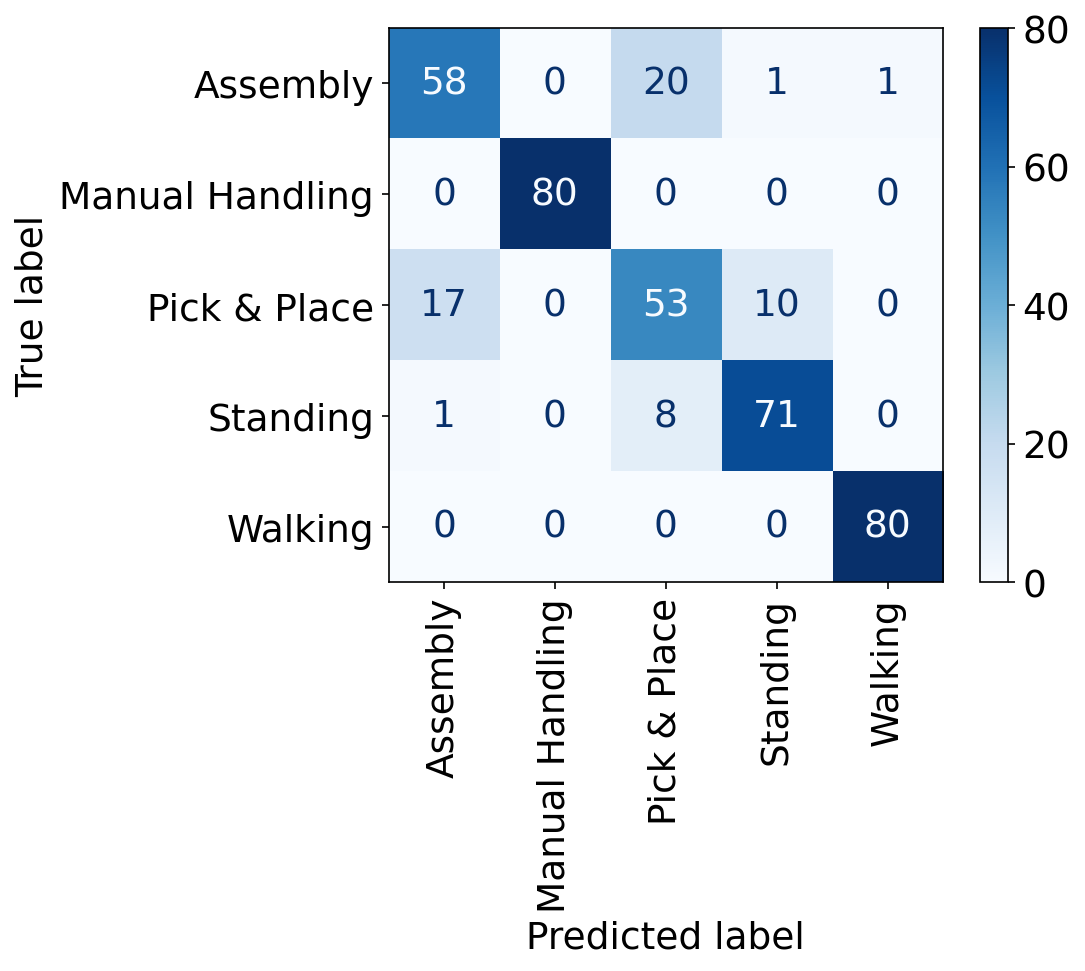 Assembly 58 0 20 1 1
Manual Handling 0 80 0 0 0
Pick & Place 17 0 53 10 0
Standing 1 0 8 71 0
Walking 0 0 0 0 80
True label
Assembly
Manual Handling
Pick & Place
Standing
Walking
Predicted label
80
60
40
20
0